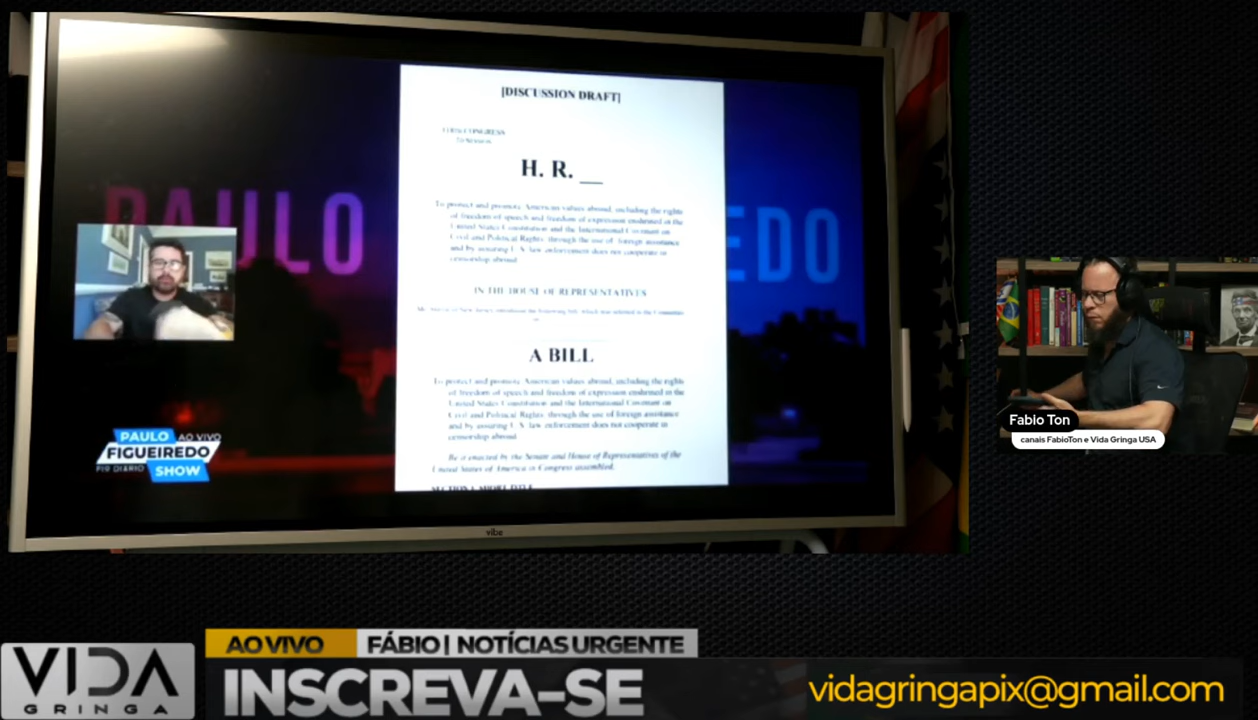 [DISCUSSION DRAFT]
CONGRESS
H. R. __
To protect and promote American values abroad, including the rights
of freedom of speech and freedom of expression enshrined in the
United States Constitution and the International Covenant on
Civil and Political Rights, through the use of foreign assistance
and by assuring U.S. law enforcement does not cooperate in
censorship abroad.
IN THE HOUSE OF REPRESENTATIVES
A BILL
To protect and promote American values abroad, including the rights
of freedom of speech and freedom of expression enshrined in the
United States Constitution and the International Covenant on
Civil and Political Rights, through the use of foreign assistance
and by assuring U.S. law enforcement does not cooperate in
censorship abroad.
Be it enacted by the Senate and House of Representatives of the
United States of America in Congress assembled,
PAULO
EDO
PAULO AO VIVO
FIGUEIREDO
DIÁRIO SHOW
vibe
Fabio Ton
canais FabioTon e Vida Gringa USA
VIDA
GRINGA
AO VIVO FÁBIO | NOTÍCIAS URGENTE
INSCREVA-SE
vidagringapix@gmail.com